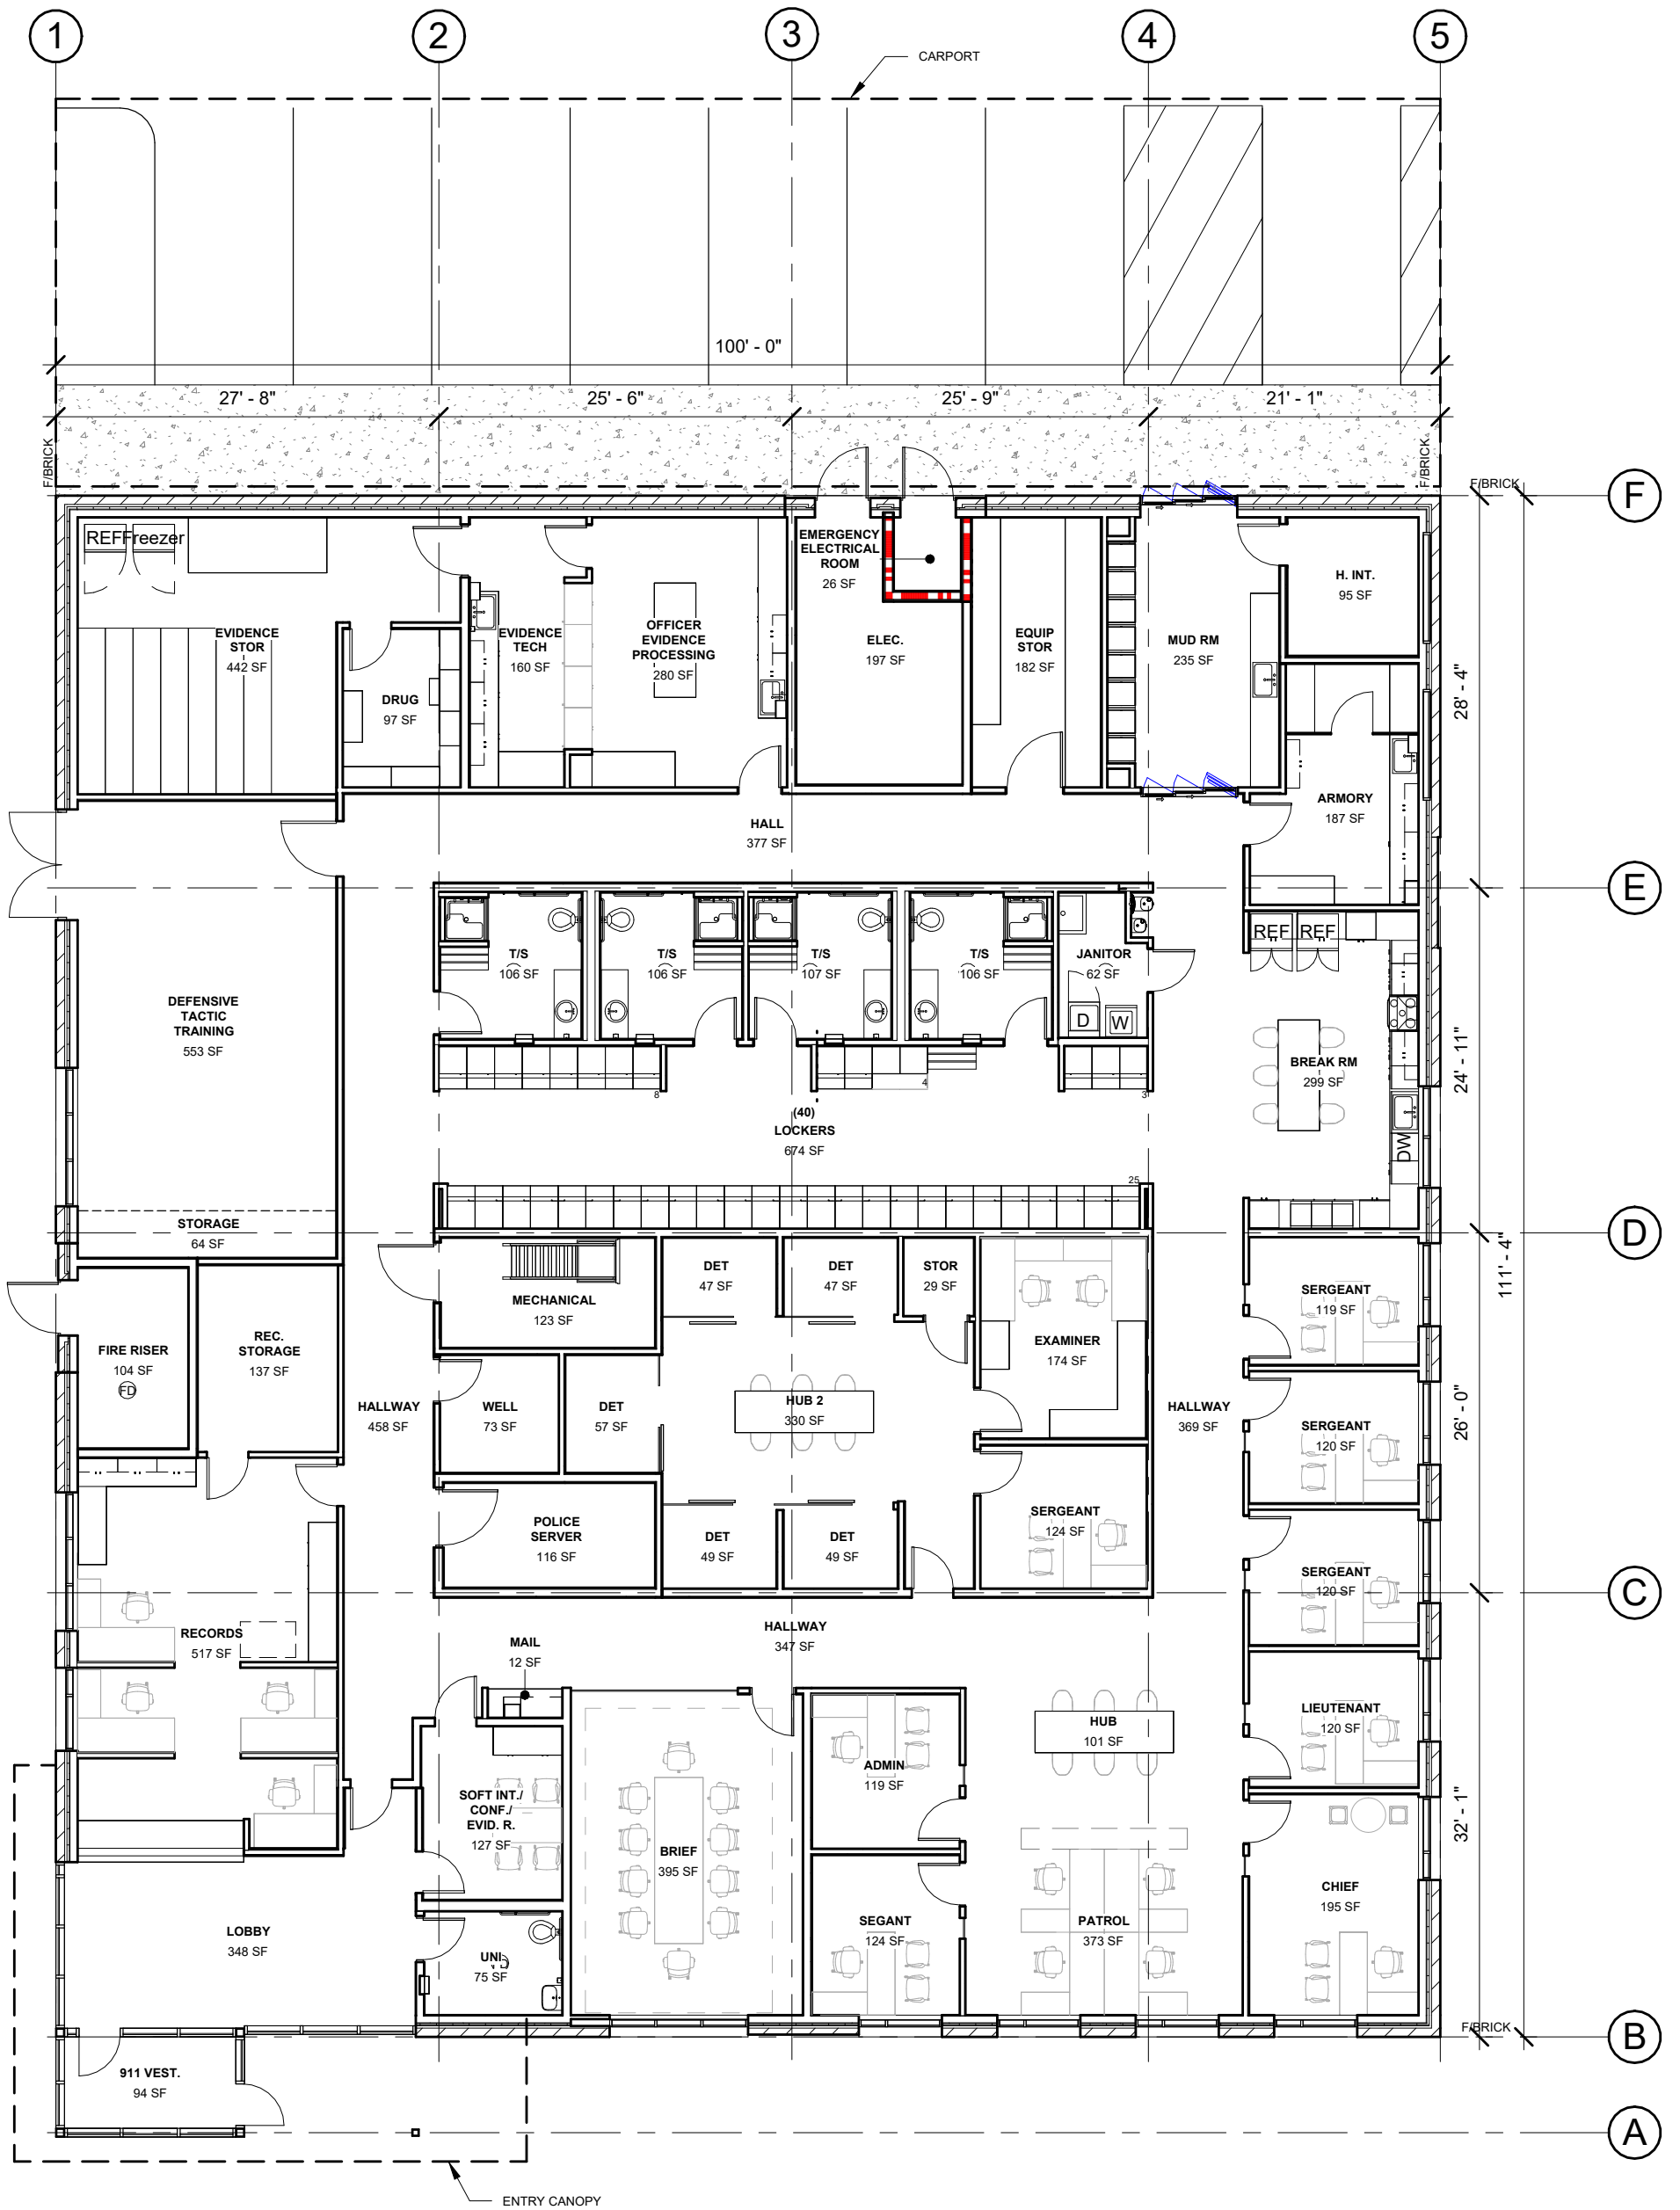 1
2
3
4
5
CARPORT
100' - 0"
27' - 8"
25' - 6"
25' - 9"
21' - 1"
F/BRICK
F/BRICK
F/BRICK
F
REF
Freezer
EVIDENCE
STOR
442 SF
DRUG
97 SF
EVIDENCE
TECH
160 SF
OFFICER
EVIDENCE
PROCESSING
280 SF
EMERGENCY
ELECTRICAL
ROOM
26 SF
ELEC.
197 SF
EQUIP
STOR
182 SF
MUD RM
235 SF
H. INT.
95 SF
ARMORY
187 SF
28' - 4"
HALL
377 SF
E
DEFENSIVE
TACTIC
TRAINING
553 SF
T/S
106 SF
T/S
106 SF
T/S
107 SF
T/S
106 SF
JANITOR
62 SF
D
W
REF
REF
BREAK RM
299 SF
DW
24' - 11"
8
4
3
(40)
LOCKERS
674 SF
25
STORAGE
64 SF
D
111' - 4"
MECHANICAL
123 SF
DET
47 SF
DET
47 SF
STOR
29 SF
EXAMINER
174 SF
SERGEANT
119 SF
FIRE RISER
104 SF
FD
REC.
STORAGE
137 SF
HALLWAY
458 SF
WELL
73 SF
DET
57 SF
HUB 2
330 SF
HALLWAY
369 SF
SERGEANT
120 SF
26' - 0"
POLICE
SERVER
116 SF
DET
49 SF
DET
49 SF
SERGEANT
124 SF
SERGEANT
120 SF
C
RECORDS
517 SF
MAIL
12 SF
HALLWAY
347 SF
HUB
101 SF
LIEUTENANT
120 SF
SOFT INT./
CONF./
EVID. R.
127 SF
BRIEF
395 SF
ADMIN
119 SF
32' - 1"
SEGANT
124 SF
PATROL
373 SF
CHIEF
195 SF
LOBBY
348 SF
UNI.
75 SF
F/BRICK
B
911 VEST.
94 SF
A
ENTRY CANOPY